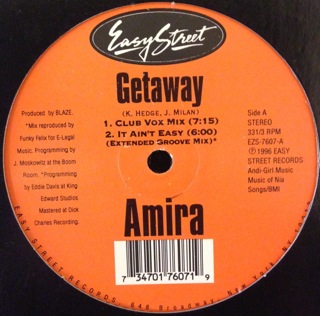 Easy Street
Getaway
(K. HEDGE, J. MILAN)
1. CLUB VOX MIX (7:15)
2. IT AIN'T EASY (6:00)
(EXTENDED GROOVE MIX)*
Produced by BLAZE.
*Mix reproduced by
Funky Felix for E-Legal
Music. Programming by
J. Moskowitz at the Boom
Room. *Programming
by Eddie Davis at King
Edward Studios
Mastered at Dick
Charles Recording.
Side A
STEREO
331/3 RPM
EZS-7607-A
Ⓟ1996 EASY
STREET RECORDS
Andi-Girl Music
Music of Nia
Songs/BMI
Amira
7 34701 76071 9
EASY STREET RECORDS, 648 Broadway, New York, NY